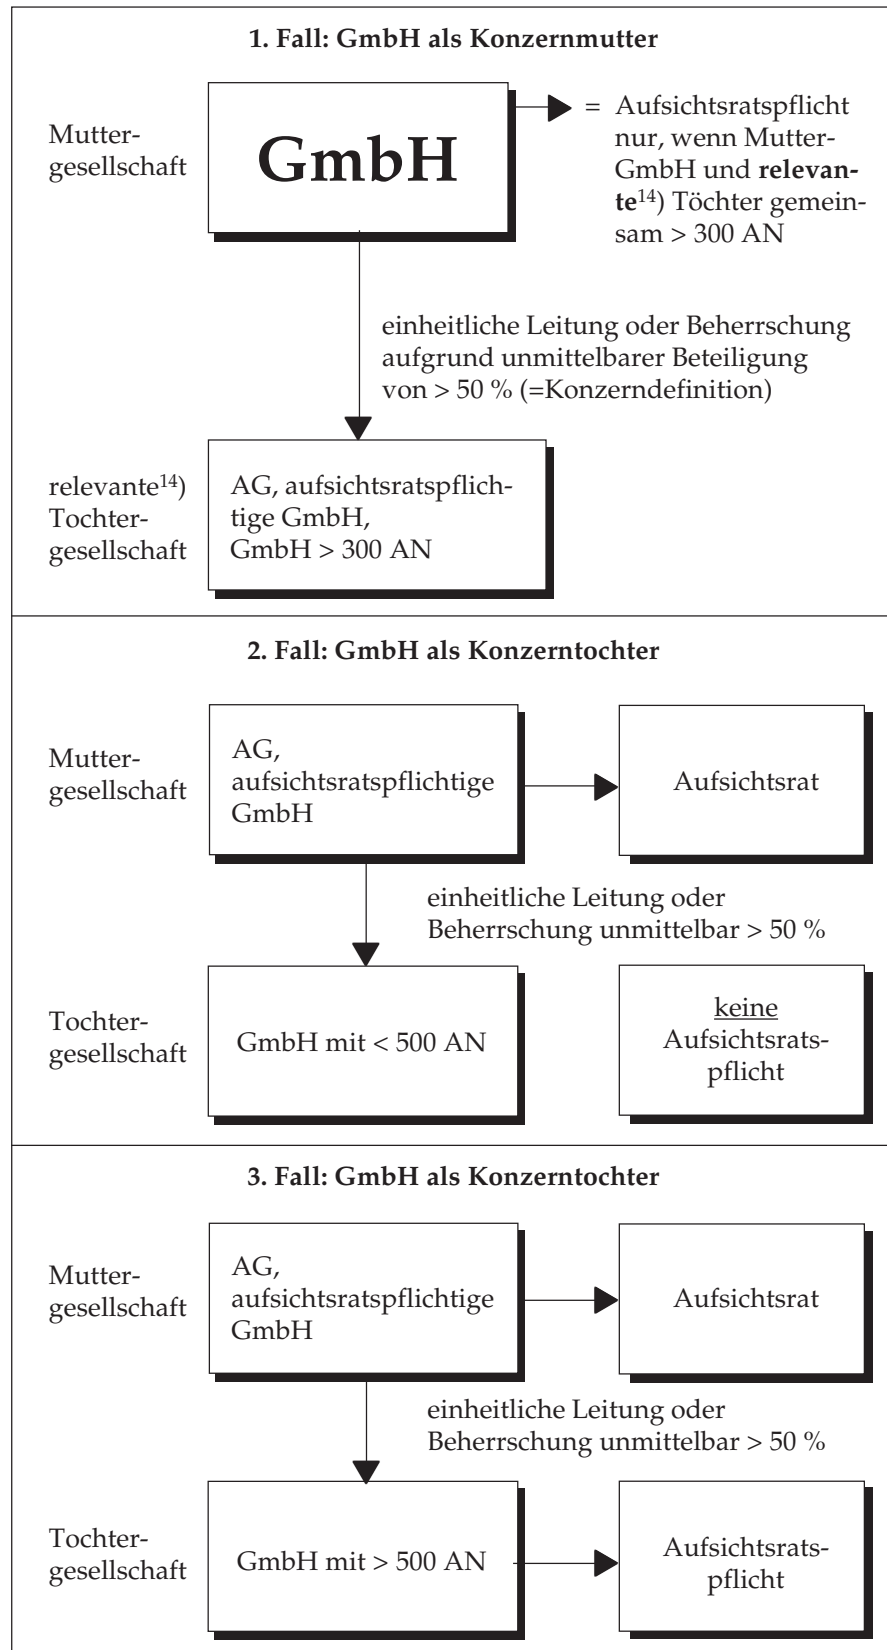 1. Fall: GmbH als Konzernmutter
Mutter-
gesellschaft
GmbH
= Aufsichtsratspflicht
nur, wenn Mutter-
GmbH und relevan-
te14) Töchter gemein-
sam > 300 AN
einheitliche Leitung oder Beherrschung
aufgrund unmittelbarer Beteiligung
von > 50 % (=Konzerndefinition)
relevante14)
Tochter-
gesellschaft
AG, aufsichtsratspflich-
tige GmbH,
GmbH > 300 AN
2. Fall: GmbH als Konzerntochter
Mutter-
gesellschaft
AG,
aufsichtsratspflichtige
GmbH
Aufsichtsrat
einheitliche Leitung oder
Beherrschung unmittelbar > 50 %
Tochter-
gesellschaft
GmbH mit < 500 AN
keine
Aufsichtsrats-
pflicht
3. Fall: GmbH als Konzerntochter
Mutter-
gesellschaft
AG,
aufsichtsratspflichtige
GmbH
Aufsichtsrat
einheitliche Leitung oder
Beherrschung unmittelbar > 50 %
Tochter-
gesellschaft
GmbH mit > 500 AN
Aufsichtsrats-
pflicht